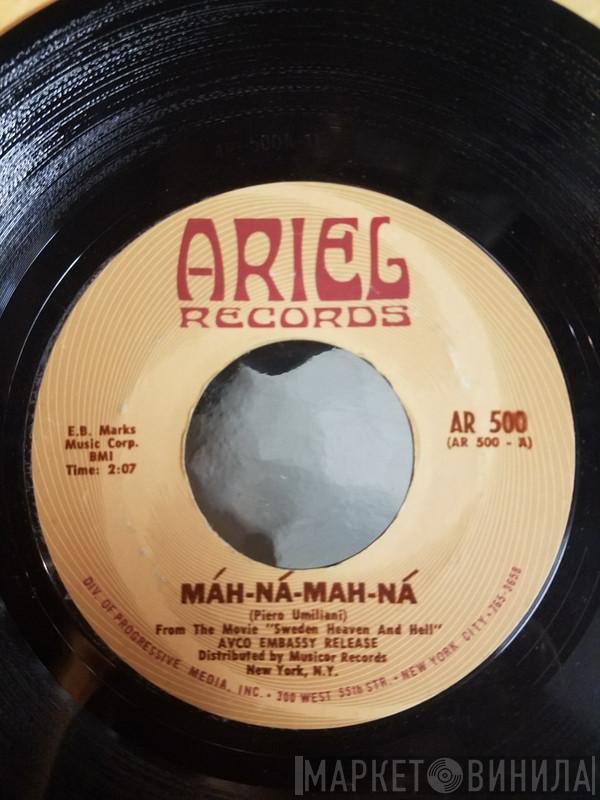 ARIEL
RECORDS
E.B. Marks
Music Corp.
BMI
Time: 2:07
AR 500
(AR 500 - A)
MÁH-NÁ-MAH-NÁ
(Piero Umiliani)
From The Movie "Sweden Heaven And Hell"
AVCO EMBASSY RELEASE
Distributed by Musicor Records
New York, N.Y.
DIV. OF PROGRESSIVE MEDIA, INC. • 300 WEST 55th STR. • NEW YORK CITY • 765-3658
МАРКЕТ ВИНИЛА